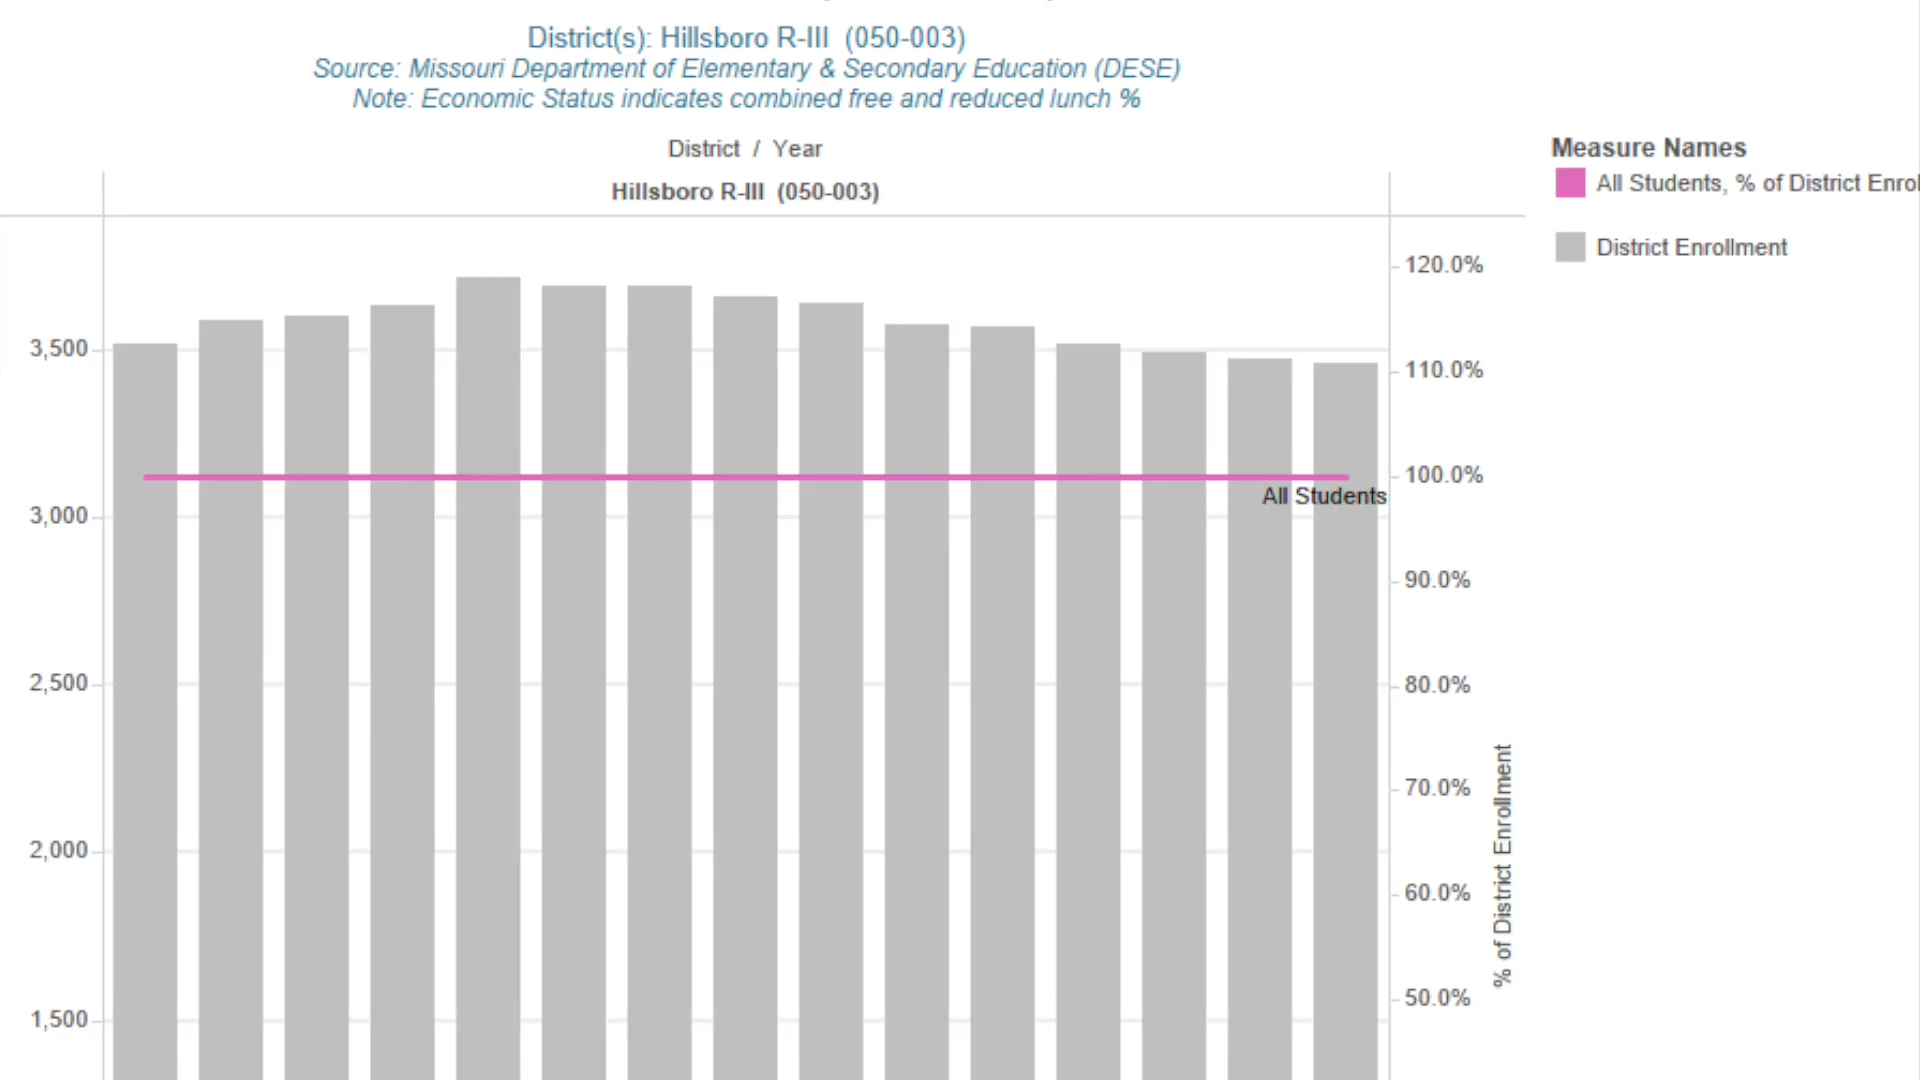 District(s): Hillsboro R-III (050-003)
Source: Missouri Department of Elementary & Secondary Education (DESE)
Note: Economic Status indicates combined free and reduced lunch %
District / Year
Hillsboro R-III (050-003)
Measure Names
All Students, % of District Enrol
District Enrollment
120.0%
3,500
110.0%
100.0%
All Students
3,000
90.0%
2,500
80.0%
70.0%
% of District Enrollment
2,000
60.0%
50.0%
1,500